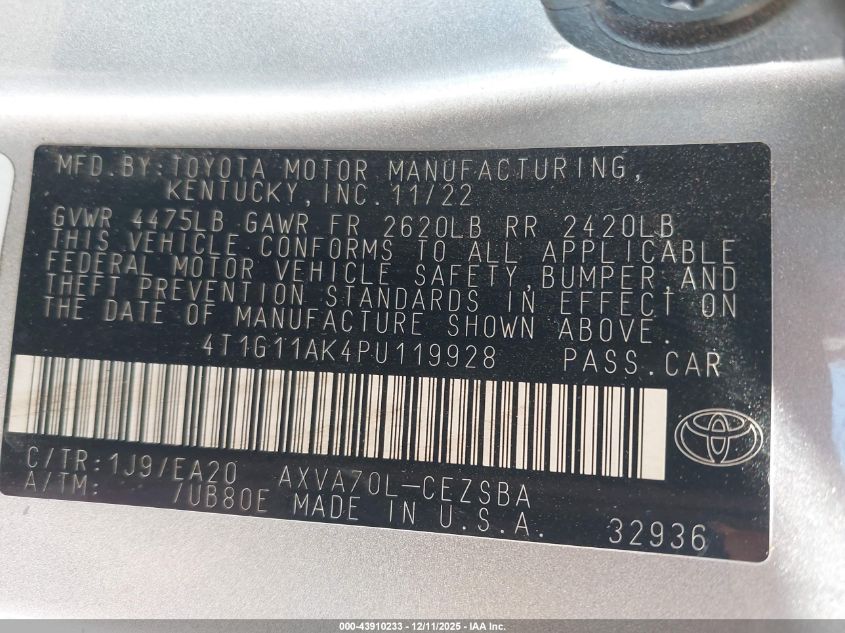 MFD.BY:TOYOTA MOTOR MANUFACTURING,
KENTUCKY,INC.11/22
GVWR 4475LB GAWR FR 2620LB RR 2420LB
THIS VEHICLE CONFORMS TO ALL APPLICABLE
FEDERAL MOTOR VEHICLE SAFETY,BUMPER,AND
THEFT PREVENTION STANDARDS IN EFFECT ON
THE DATE OF MANUFACTURE SHOWN ABOVE.
4T1G11AK4PU119928 PASS.CAR
C/TR:1J9/EA20 AXVA70L-CEZSBA
A/TM: /UB80E MADE IN U.S.A. 32936
000-43910233 - 12/11/2025 - AXW, Inc.